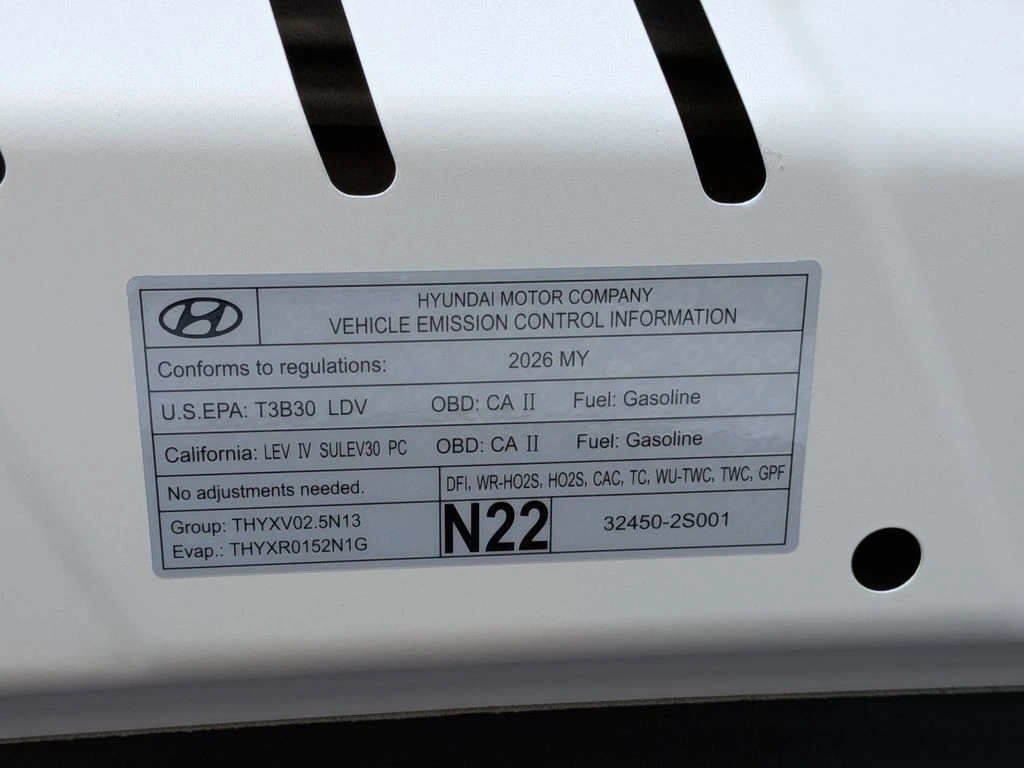 HYUNDAI MOTOR COMPANY
VEHICLE EMISSION CONTROL INFORMATION
Conforms to regulations: 2026 MY
U.S.EPA: T3B30 LDV OBD: CA II Fuel: Gasoline
California: LEV IV SULEV30 PC OBD: CA II Fuel: Gasoline
No adjustments needed. DFI, WR-HO2S, HO2S, CAC, TC, WU-TWC, TWC, GPF
Group: THYXV02.5N13
Evap.: THYXR0152N1G
N22
32450-2S001